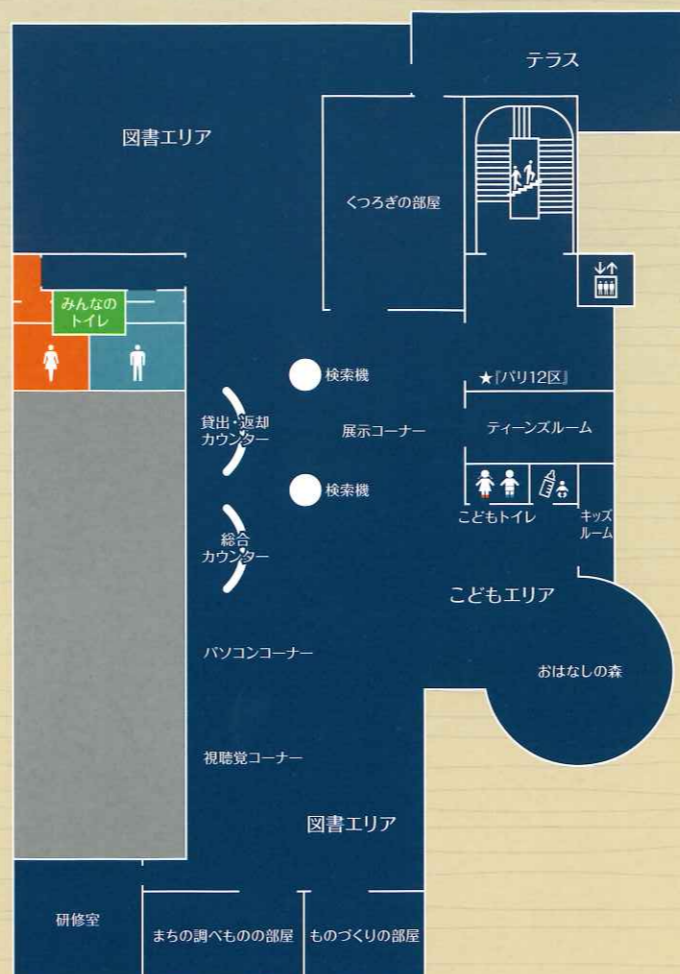 テラス
図書エリア
くつろぎの部屋
みんなの
トイレ
検索機
★『パリ12区』
貸出・返却
カウンター
展示コーナー
ティーンズルーム
検索機
こどもトイレ
キッズ
ルーム
総合
カウンター
こどもエリア
パソコンコーナー
おはなしの森
視聴覚コーナー
図書エリア
研修室
まちの調べものの部屋
ものづくりの部屋